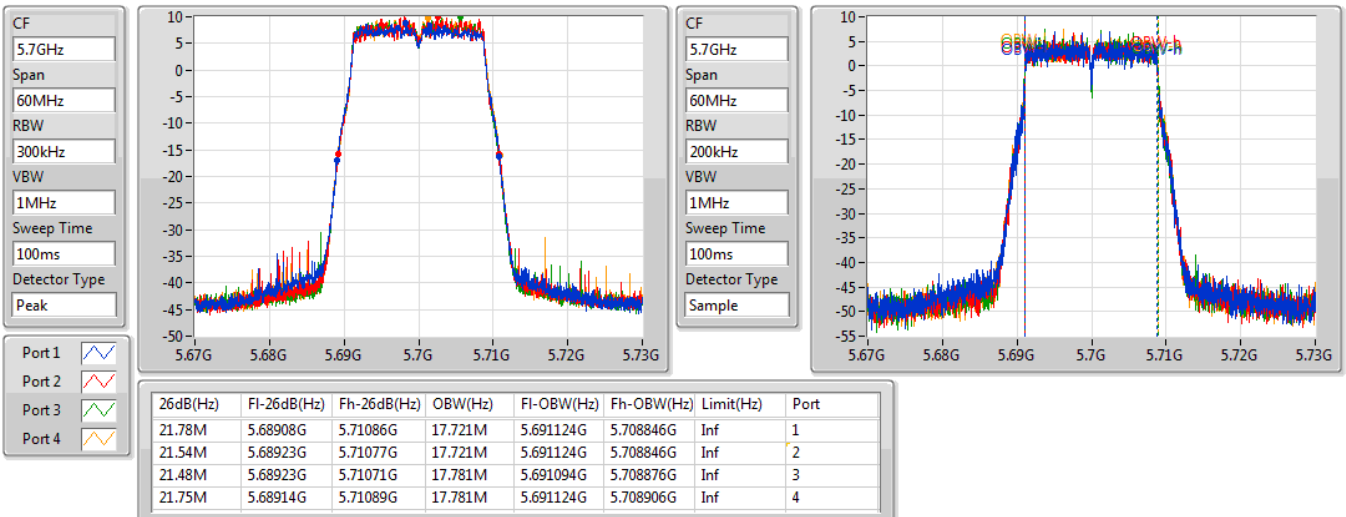 CF
5.7GHz
Span
60MHz
RBW
300kHz
VBW
1MHz
Sweep Time
100ms
Detector Type
Peak
10
5
0
-5
-10
-15
-20
-25
-30
-35
-40
-45
-50
5.67G 5.68G 5.69G 5.7G 5.71G 5.72G 5.73G
CF
5.7GHz
Span
60MHz
RBW
200kHz
VBW
1MHz
Sweep Time
100ms
Detector Type
Sample
10
5
0
-5
-10
-15
-20
-25
-30
-35
-40
-45
-50
-55
5.67G 5.68G 5.69G 5.7G 5.71G 5.72G 5.73G
Port 1
Port 2
Port 3
Port 4
26dB(Hz) Fl-26dB(Hz) Fh-26dB(Hz) OBW(Hz) Fl-OBW(Hz) Fh-OBW(Hz) Limit(Hz) Port
21.78M 5.68908G 5.71086G 17.721M 5.691124G 5.708846G Inf 1
21.54M 5.68923G 5.71077G 17.721M 5.691124G 5.708846G Inf 2
21.48M 5.68923G 5.71071G 17.781M 5.691094G 5.708876G Inf 3
21.75M 5.68914G 5.71089G 17.781M 5.691124G 5.708906G Inf 4